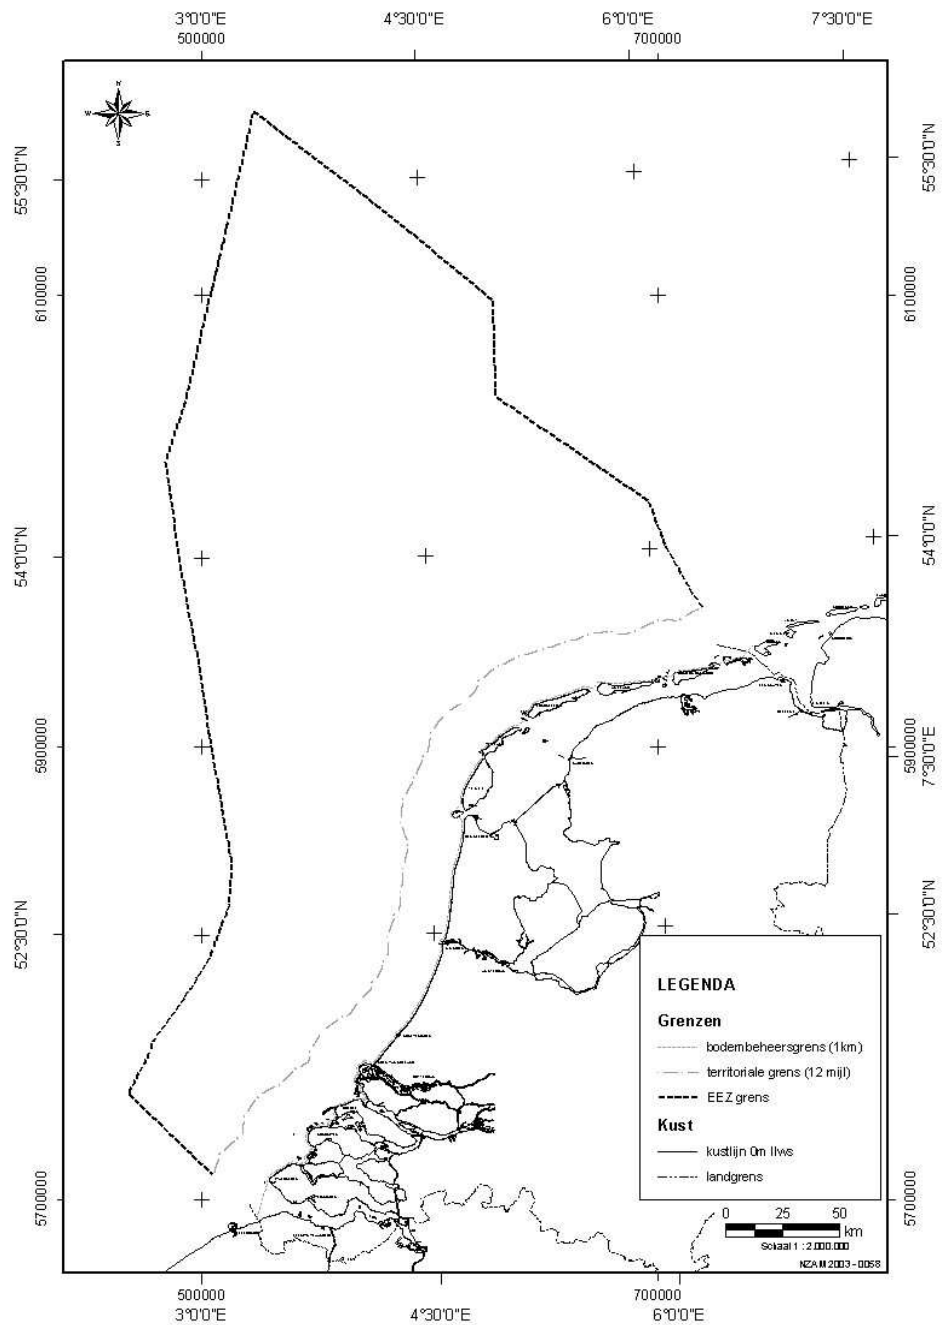 3°0'0"E 4°30'0"E 6°0'0"E 7°30'0"E
500000 700000
N
W E
S
55°30'0"N 55°30'0"N
6100000 6100000
54°0'0"N 54°0'0"N
5900000 5900000
7°30'0"E
52°30'0"N 52°30'0"N
LEGENDA
Grenzen
bodembeheersgrens (1km)
territoriale grens (12 mijl)
EEZ grens
Kust
kustlijn 0m llws
landgrens
5700000 5700000
0 25 50
km
Schaal 1 : 2.000.000
NZAM 2003 - 0058
500000 700000
3°0'0"E 4°30'0"E 6°0'0"E